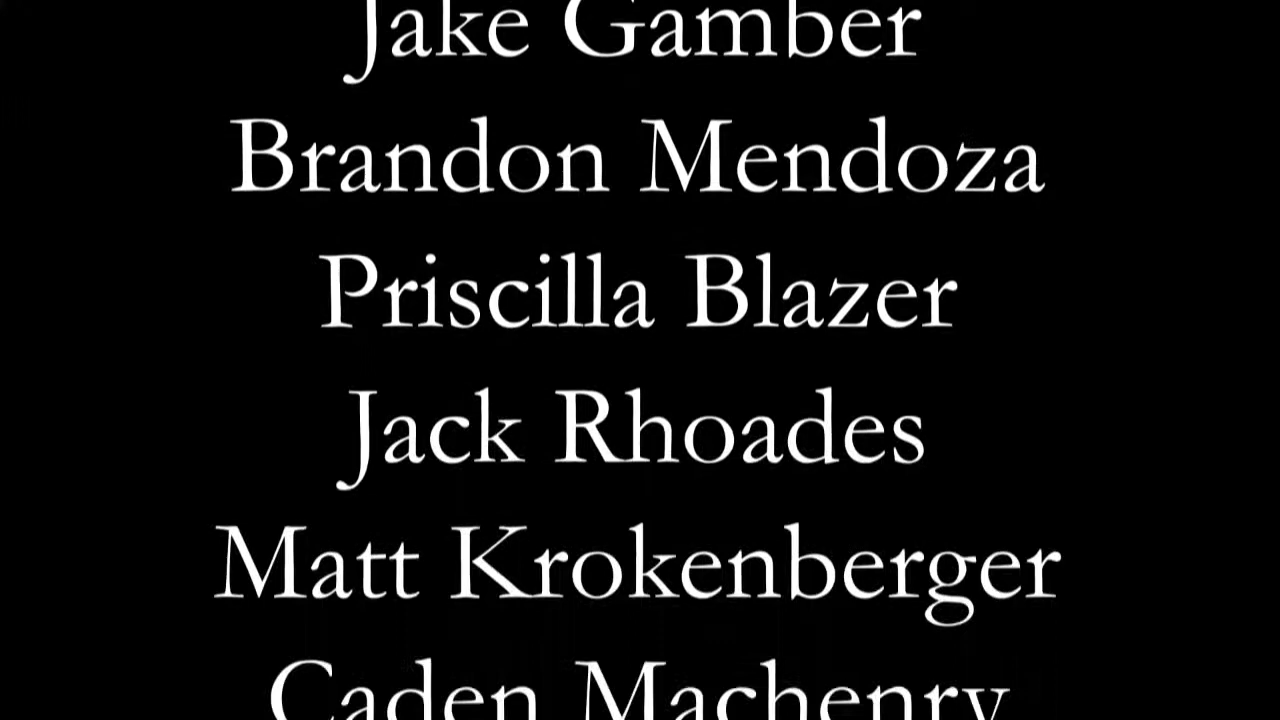 Jake Gamber
Brandon Mendoza
Priscilla Blazer
Jack Rhoades
Matt Krokenberger
Caden Machenry